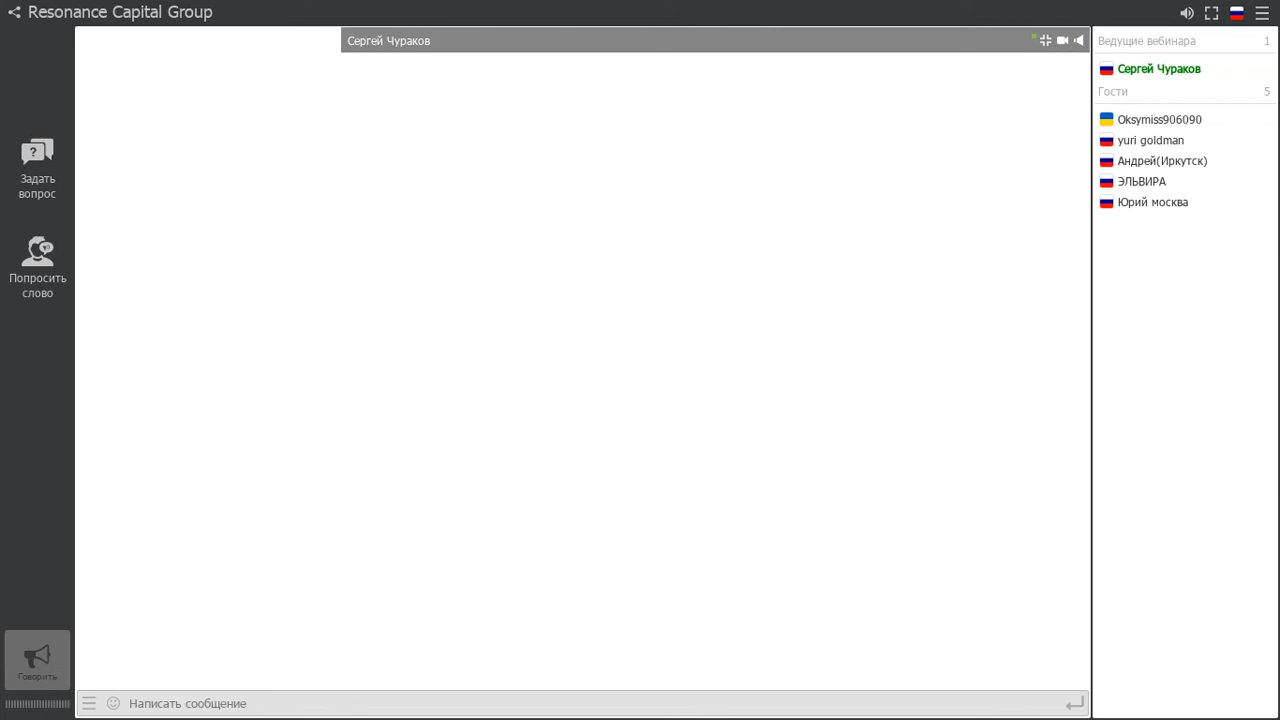 Resonance Capital Group
Сергей Чураков
Ведущие вебинара 1
Сергей Чураков
Гости 5
Oksymiss906090
yuri goldman
Андрей(Иркутск)
ЭЛЬВИРА
Юрий москва
Задать
вопрос
Попросить
слово
Говорить
Написать сообщение